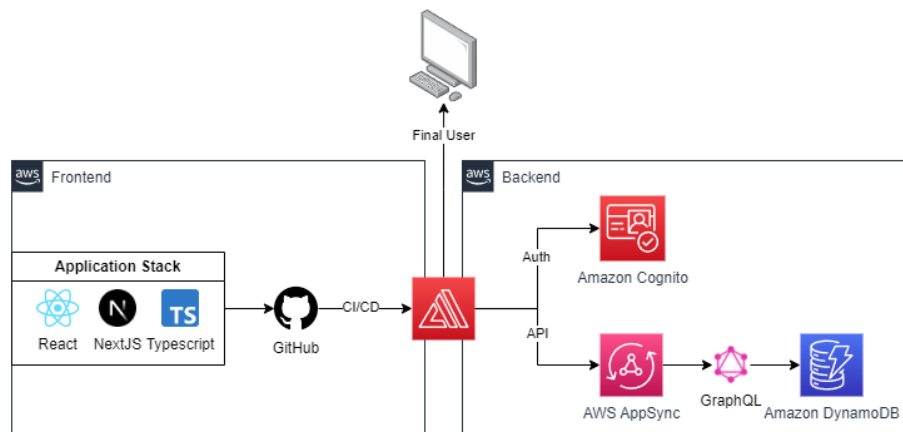 Final User
aws
Frontend
aws
Backend
Application Stack
React
N
NextJS
TS
Typescript
GitHub
CI/CD
Auth
Amazon Cognito
API
AWS AppSync
GraphQL
Amazon DynamoDB